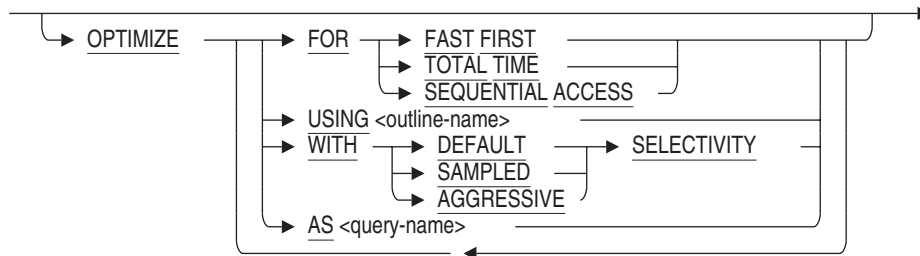 OPTIMIZE FOR FAST FIRST
TOTAL TIME
SEQUENTIAL ACCESS
USING <outline-name>
WITH DEFAULT SELECTIVITY
SAMPLED
AGGRESSIVE
AS <query-name>